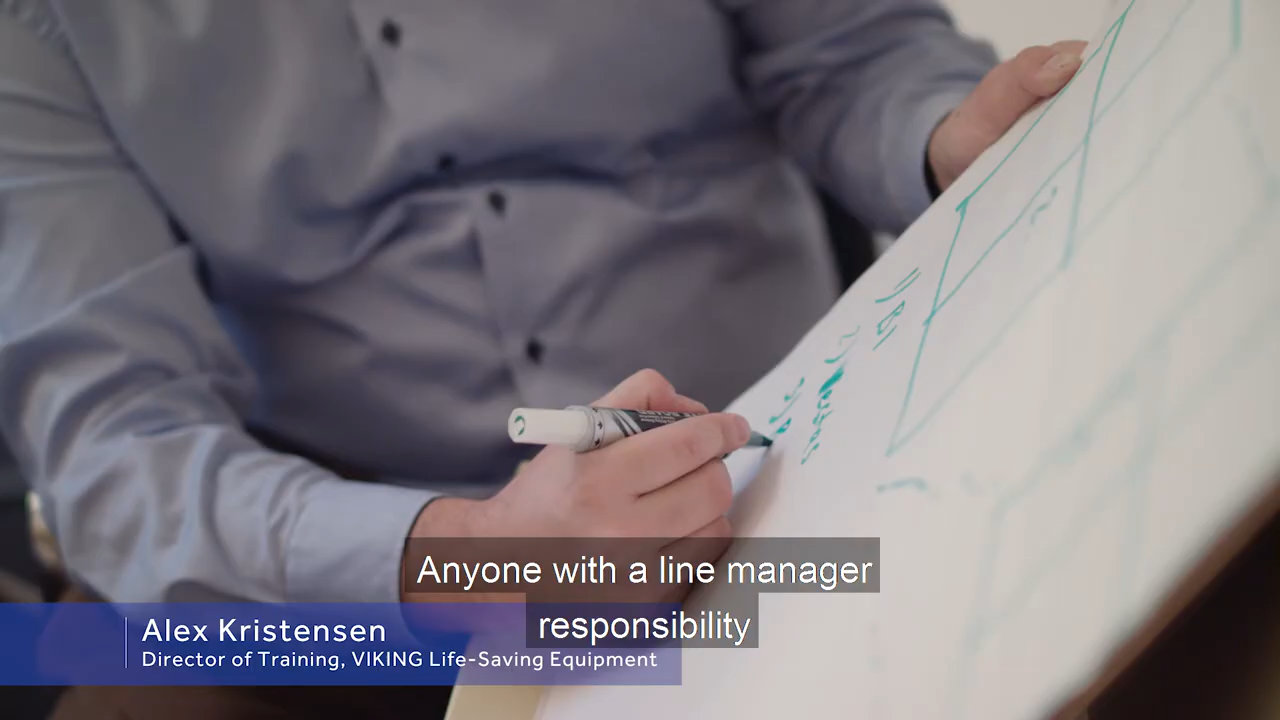 Anyone with a line manager
responsibility
Alex Kristensen
Director of Training, VIKING Life-Saving Equipment